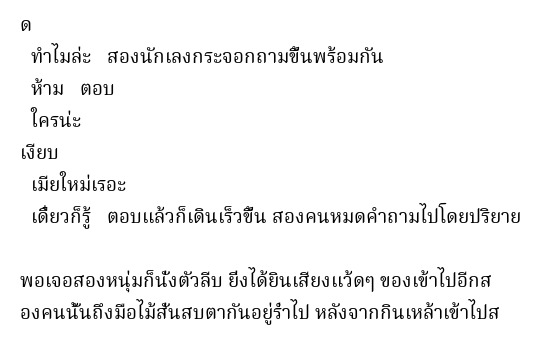 ด
ทำไมล่ะ สองนักเลงกระจอกถามขึ้นพร้อมกัน
ห้าม ตอบ
ใครน่ะ
เงียบ
เมียใหม่เรอะ
เดี๋ยวก็รู้ ตอบแล้วก็เดินเร็วขึ้น สองคนหมดคำถามไปโดยปริยาย
พอเจอสองหนุ่มก็นั่งตัวลีบ ยิ่งได้ยินเสียงแว้ดๆ ของเข้าไปอีกส
องคนนั้นถึงมือไม้สั่นสบตากันอยู่ร่ำไป หลังจากกินเหล้าเข้าไปส